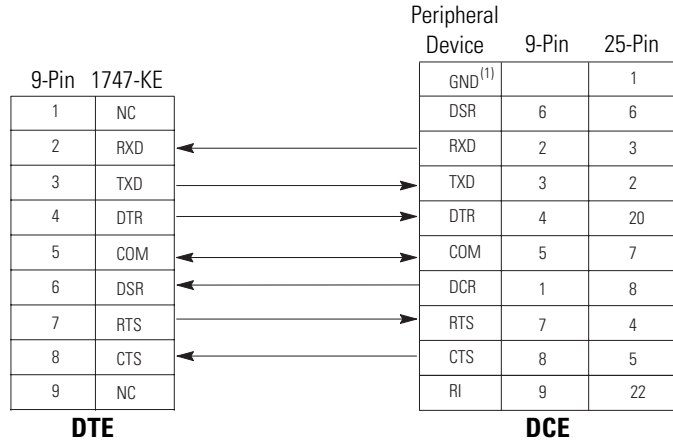 Peripheral
Device 9-Pin 25-Pin
9-Pin 1747-KE
GND(1) 1
1 NC DSR 6 6
2 RXD RXD 2 3
3 TXD TXD 3 2
4 DTR DTR 4 20
5 COM COM 5 7
6 DSR DCR 1 8
7 RTS RTS 7 4
8 CTS CTS 8 5
9 NC RI 9 22
DTE DCE